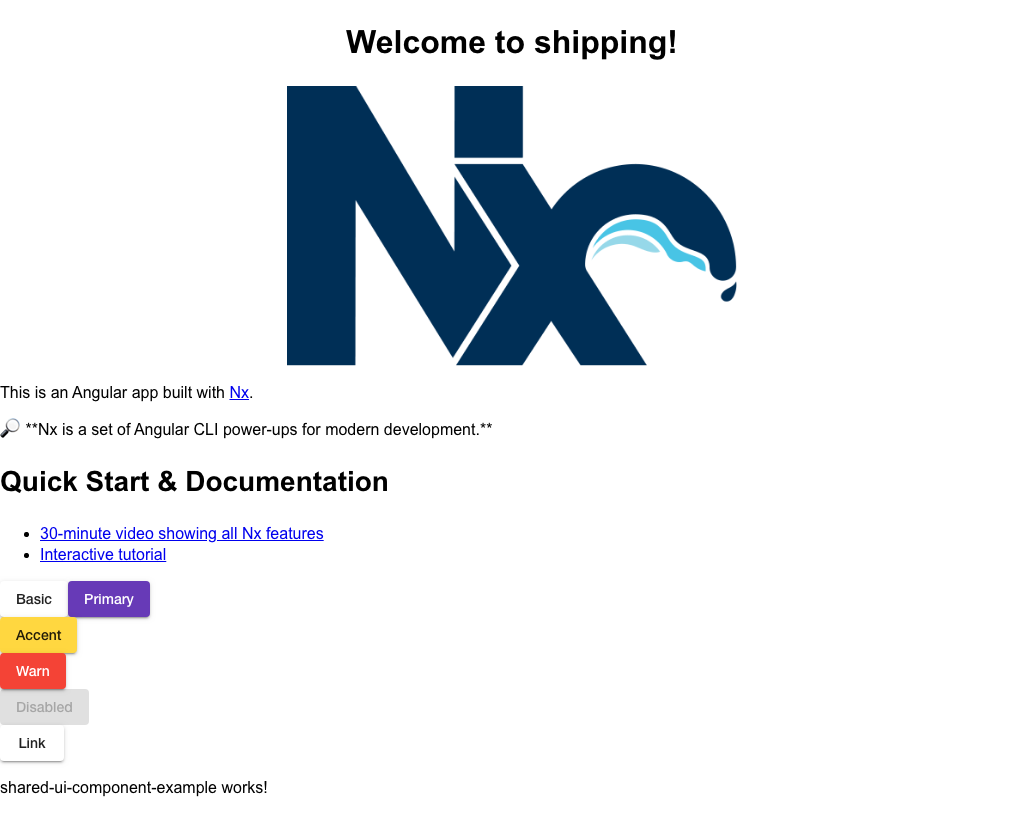 Welcome to shipping!
Nx
This is an Angular app built with Nx.
🔎 **Nx is a set of Angular CLI power-ups for modern development.**
Quick Start & Documentation
30-minute video showing all Nx features
Interactive tutorial
Basic Primary
Accent
Warn
Disabled
Link
shared-ui-component-example works!